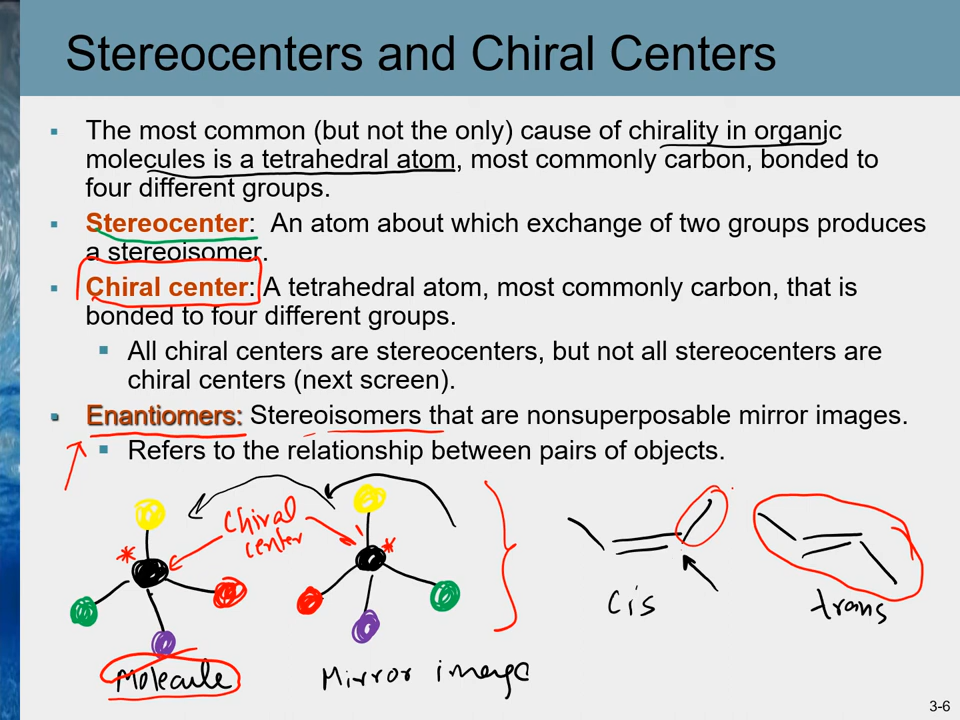 Stereocenters and Chiral Centers
▪ The most common (but not the only) cause of chirality in organic
molecules is a tetrahedral atom, most commonly carbon, bonded to
four different groups.
▪ Stereocenter: An atom about which exchange of two groups produces
a stereoisomer.
▪ Chiral center: A tetrahedral atom, most commonly carbon, that is
bonded to four different groups.
▪ All chiral centers are stereocenters, but not all stereocenters are
chiral centers (next screen).
▪ Enantiomers: Stereoisomers that are nonsuperposable mirror images.
▪ Refers to the relationship between pairs of objects.
Chiral
center
* *
Cis trans
Molecule Mirror image
3-6